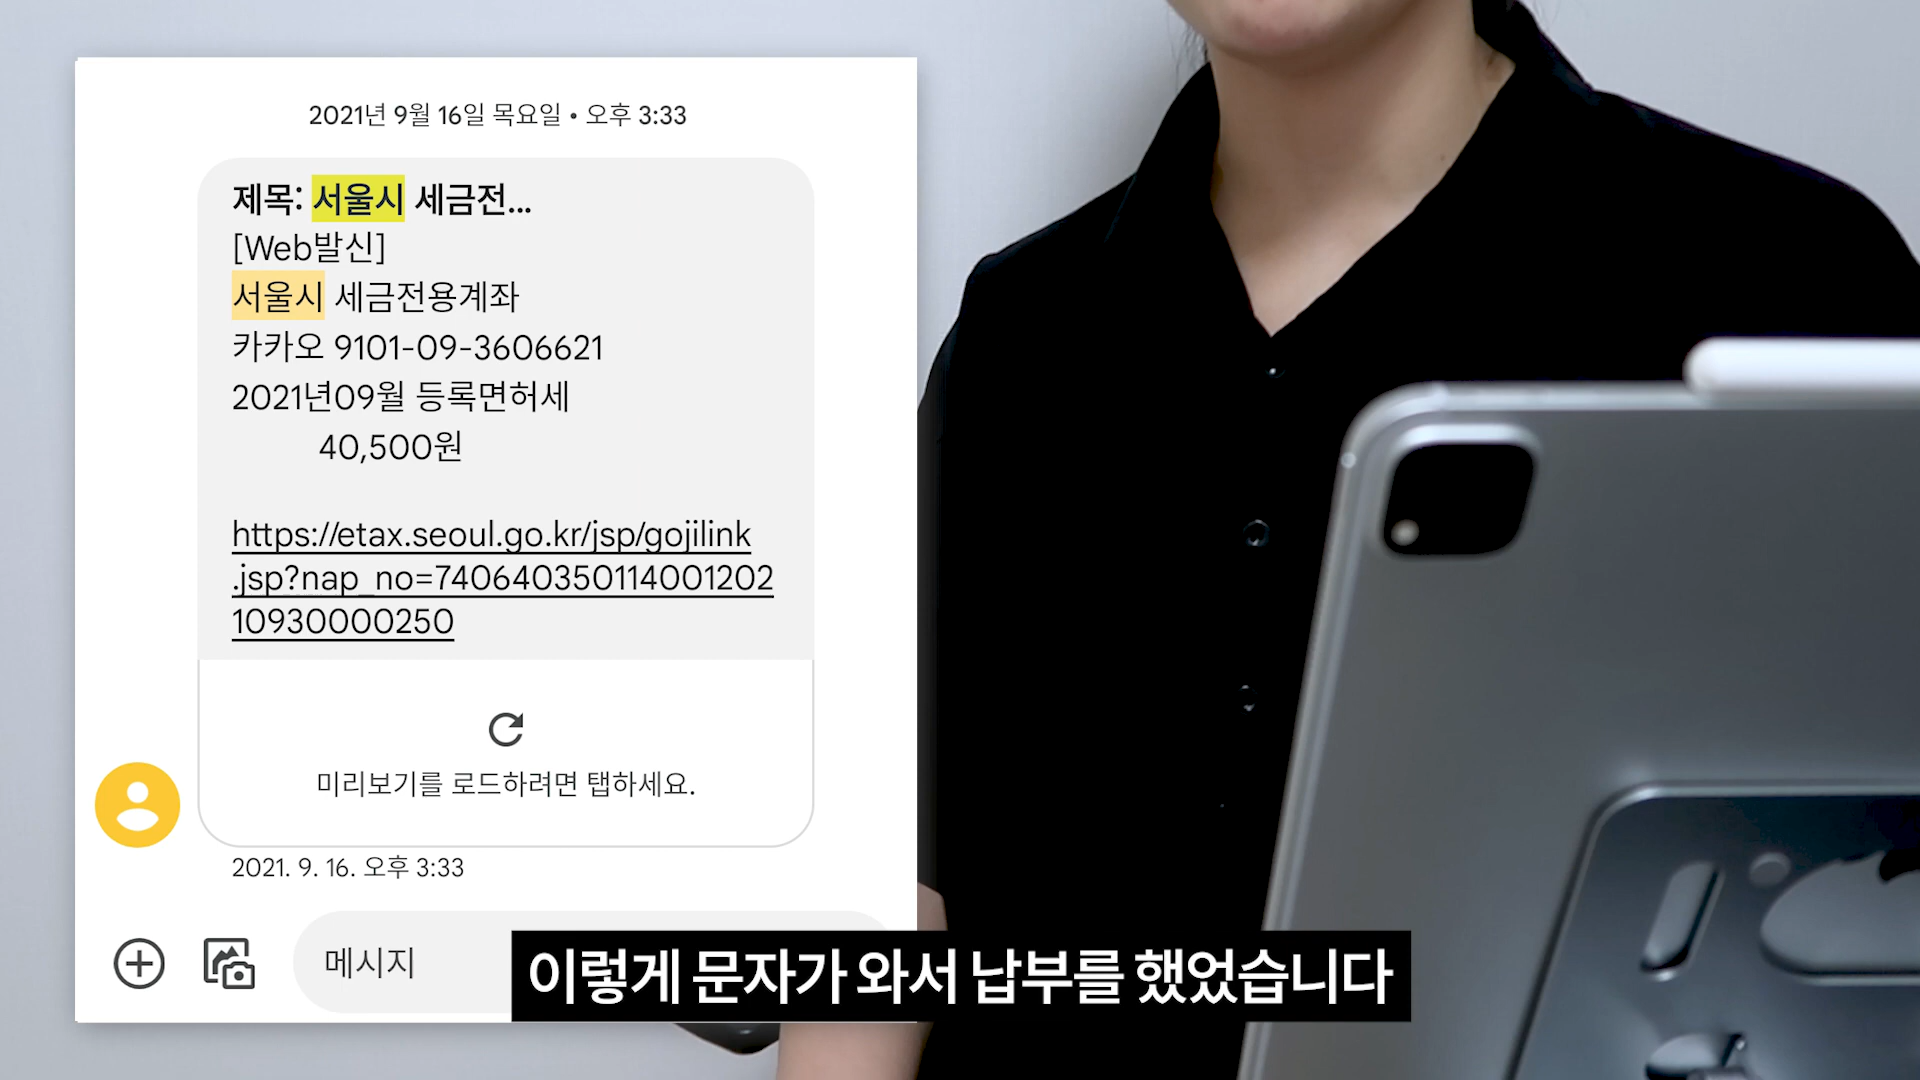 2021년 9월 16일 목요일 • 오후 3:33
제목: 서울시 세금전...
[Web발신]
서울시 세금전용계좌
카카오 9101-09-3606621
2021년09월 등록면허세
40,500원
https://etax.seoul.go.kr/jsp/gojilink
.jsp?nap_no=740640350114001202
10930000250
미리보기를 로드하려면 탭하세요.
2021. 9. 16. 오후 3:33
메시지
이렇게 문자가 와서 납부를 했었습니다